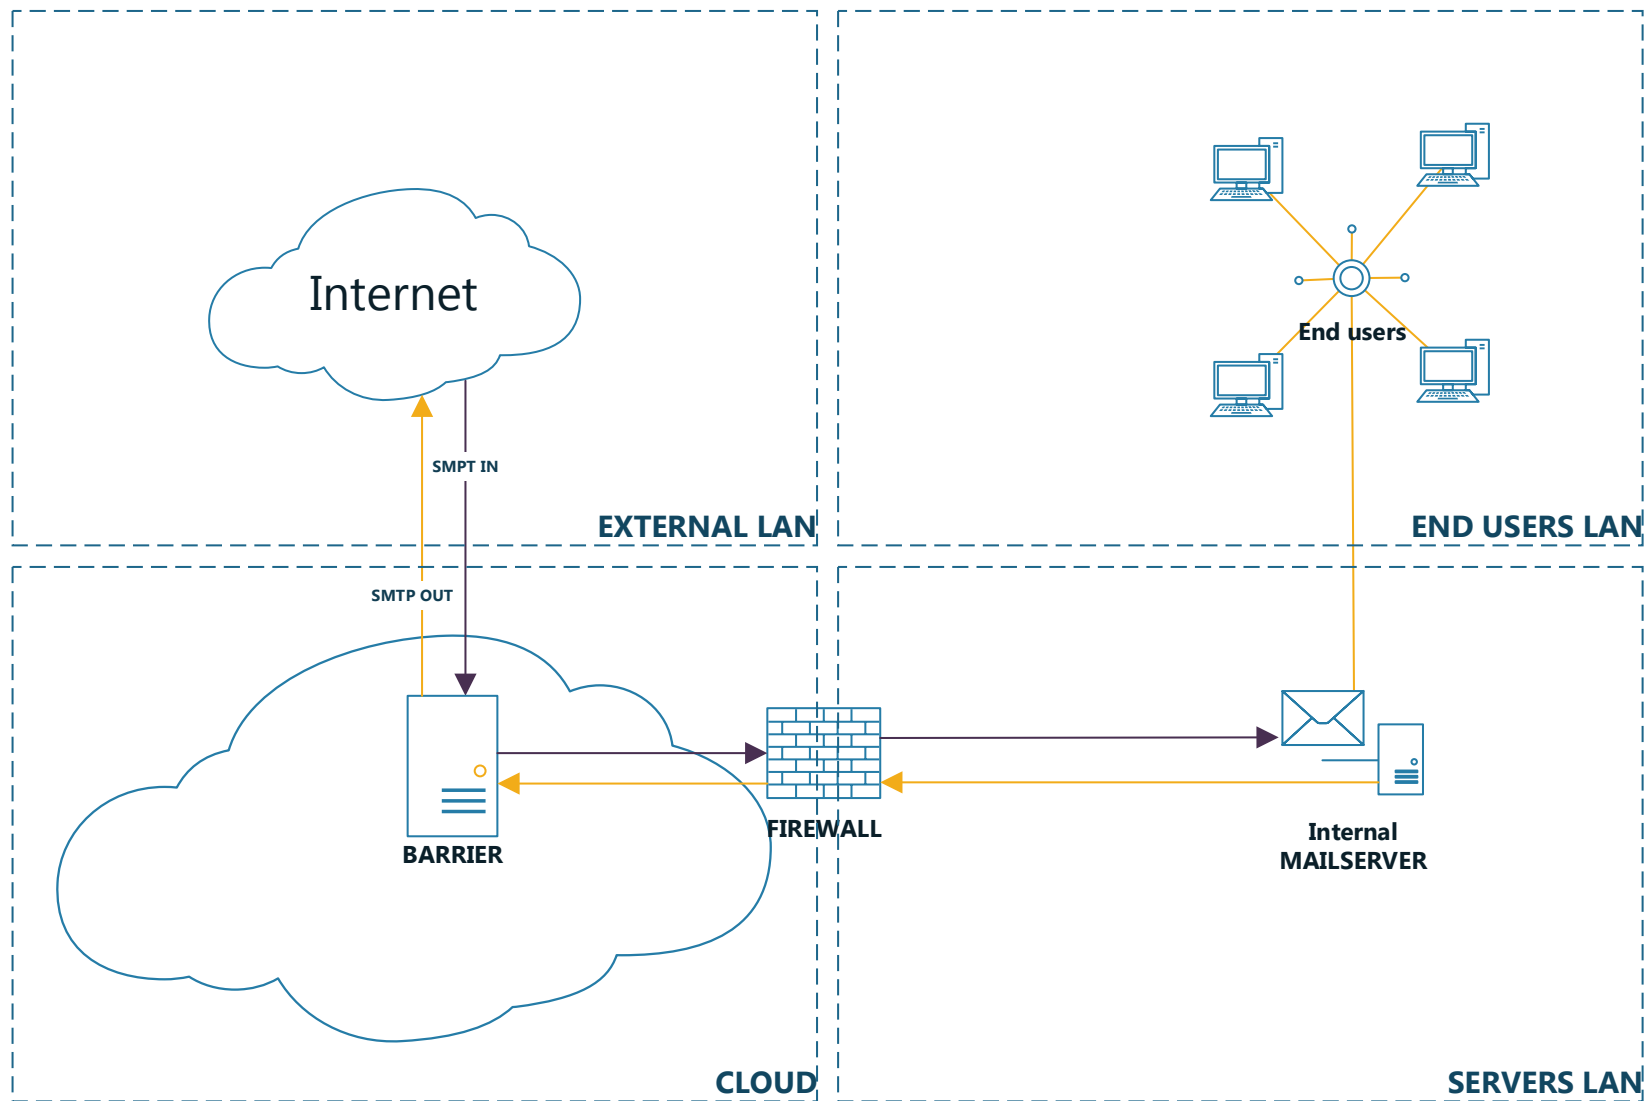 Internet
SMPT IN
EXTERNAL LAN
End users
END USERS LAN
SMTP OUT
BARRIER
FIREWALL
CLOUD
Internal
MAILSERVER
SERVERS LAN